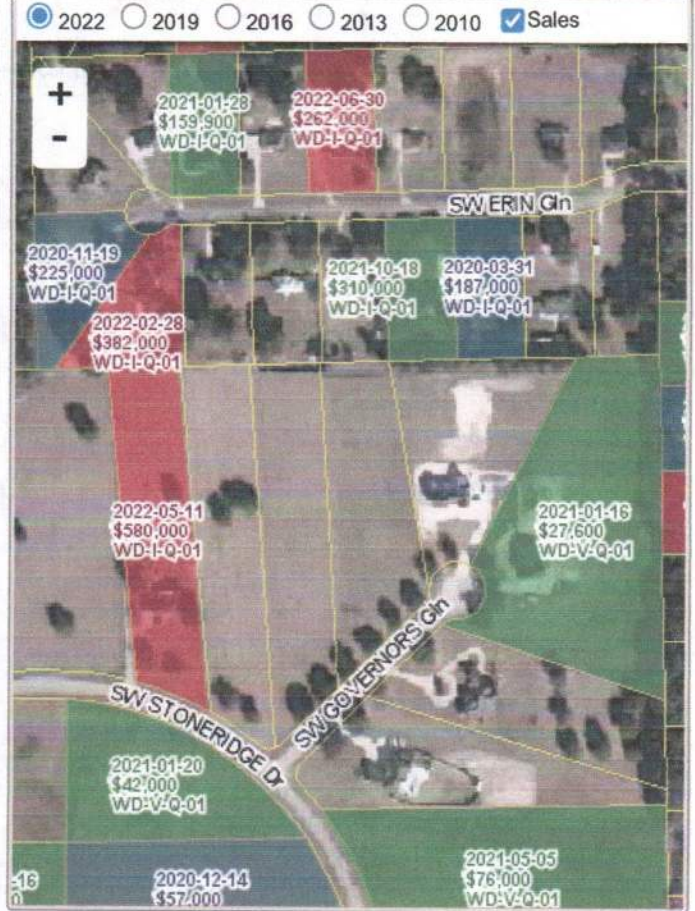 2022 2019 2016 2013 2010 Sales
+
-
2021-01-28
$159,900
WD-I-Q-01
2022-06-30
$262,000
WD-I-Q-01
SW ERIN Gln
2020-11-19
$225,000
WD-I-Q-01
2021-10-18
$310,000
WD-I-Q-01
2020-03-31
$187,000
WD-I-Q-01
2022-02-28
$382,000
WD-I-Q-01
2022-05-11
$580,000
WD-I-Q-01
2021-01-16
$27,600
WD-V-Q-01
SW GOVERNORS Gln
SW STONERIDGE Dr
2021-01-20
$42,000
WD-V-Q-01
-16
0
2020-12-14
$57,000
2021-05-05
$76,000
WD-V-Q-01